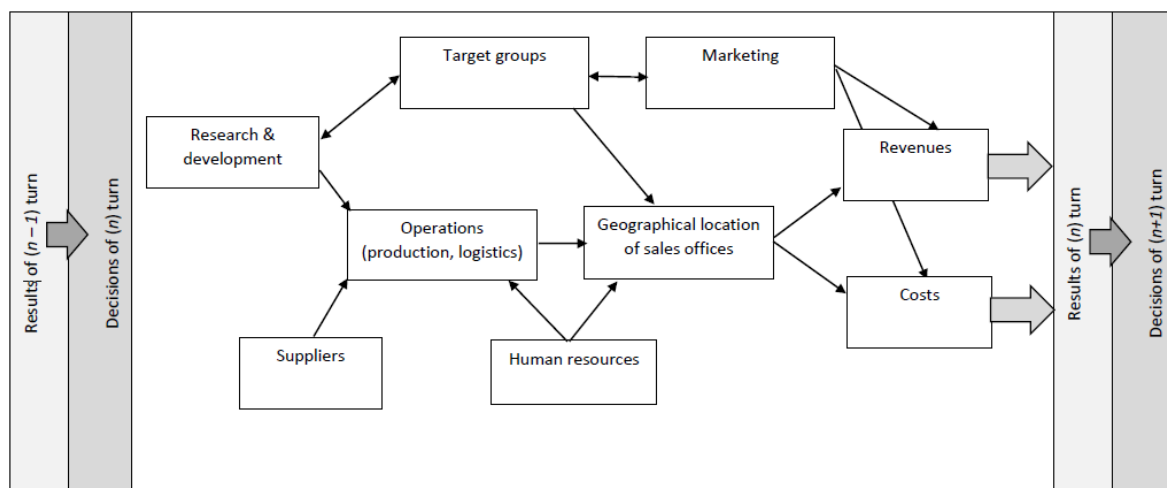 Results of (n – 1) turn
Decisions of (n) turn
Target groups
Marketing
Research &
development
Revenues
Operations
(production, logistics)
Geographical location
of sales offices
Costs
Suppliers
Human resources
Results of (n) turn
Decisions of (n+1) turn